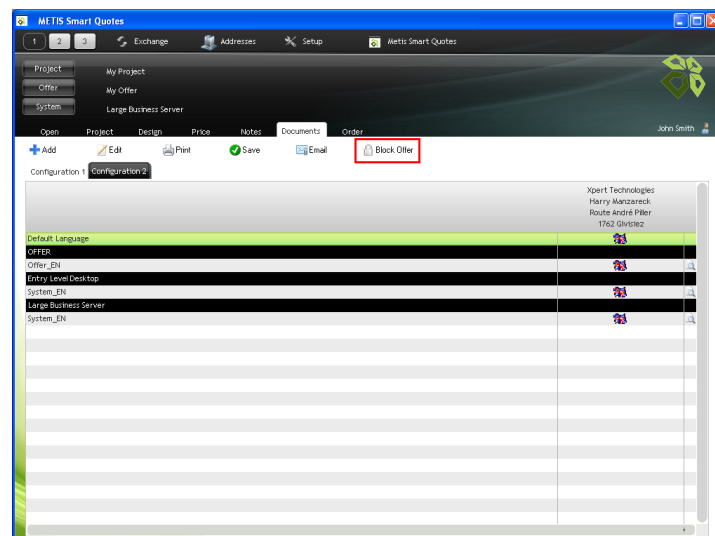 METIS Smart Quotes
1 2 3 Exchange Addresses Setup Metis Smart Quotes
Project My Project
Offer My Offer
System Large Business Server
Open Project Design Price Notes Documents Order John Smith
Add Edit Print Save Email Block Offer
Configuration 1 Configuration 2
Xpert Technologies
Harry Manzareck
Route André Piller
1762 Givisiez
Default Language
OFFER
Offer_EN
Entry Level Desktop
System_EN
Large Business Server
System_EN